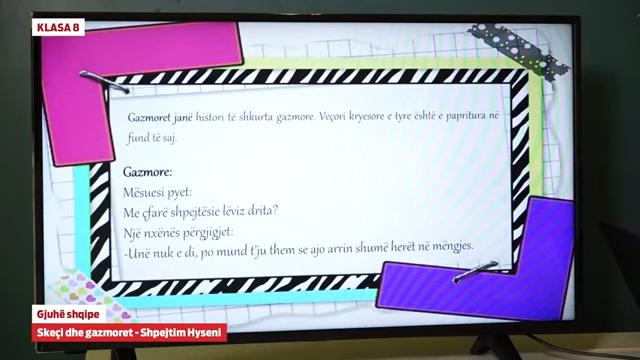 KLASA 8
Gazmoret janë histori të shkurta gazmore. Veçori kryesore e tyre është e papritura në
fund të saj.
Gazmore:
Mësuesi pyet:
Me çfarë shpejtësie lëviz drita?
Një nxënës përgjigjet:
-Unë nuk e di, po mund t'ju them se ajo arrin shumë herët në mëngjes.
Gjuhë shqipe
Skeçi dhe gazmoret - Shpejtim Hyseni